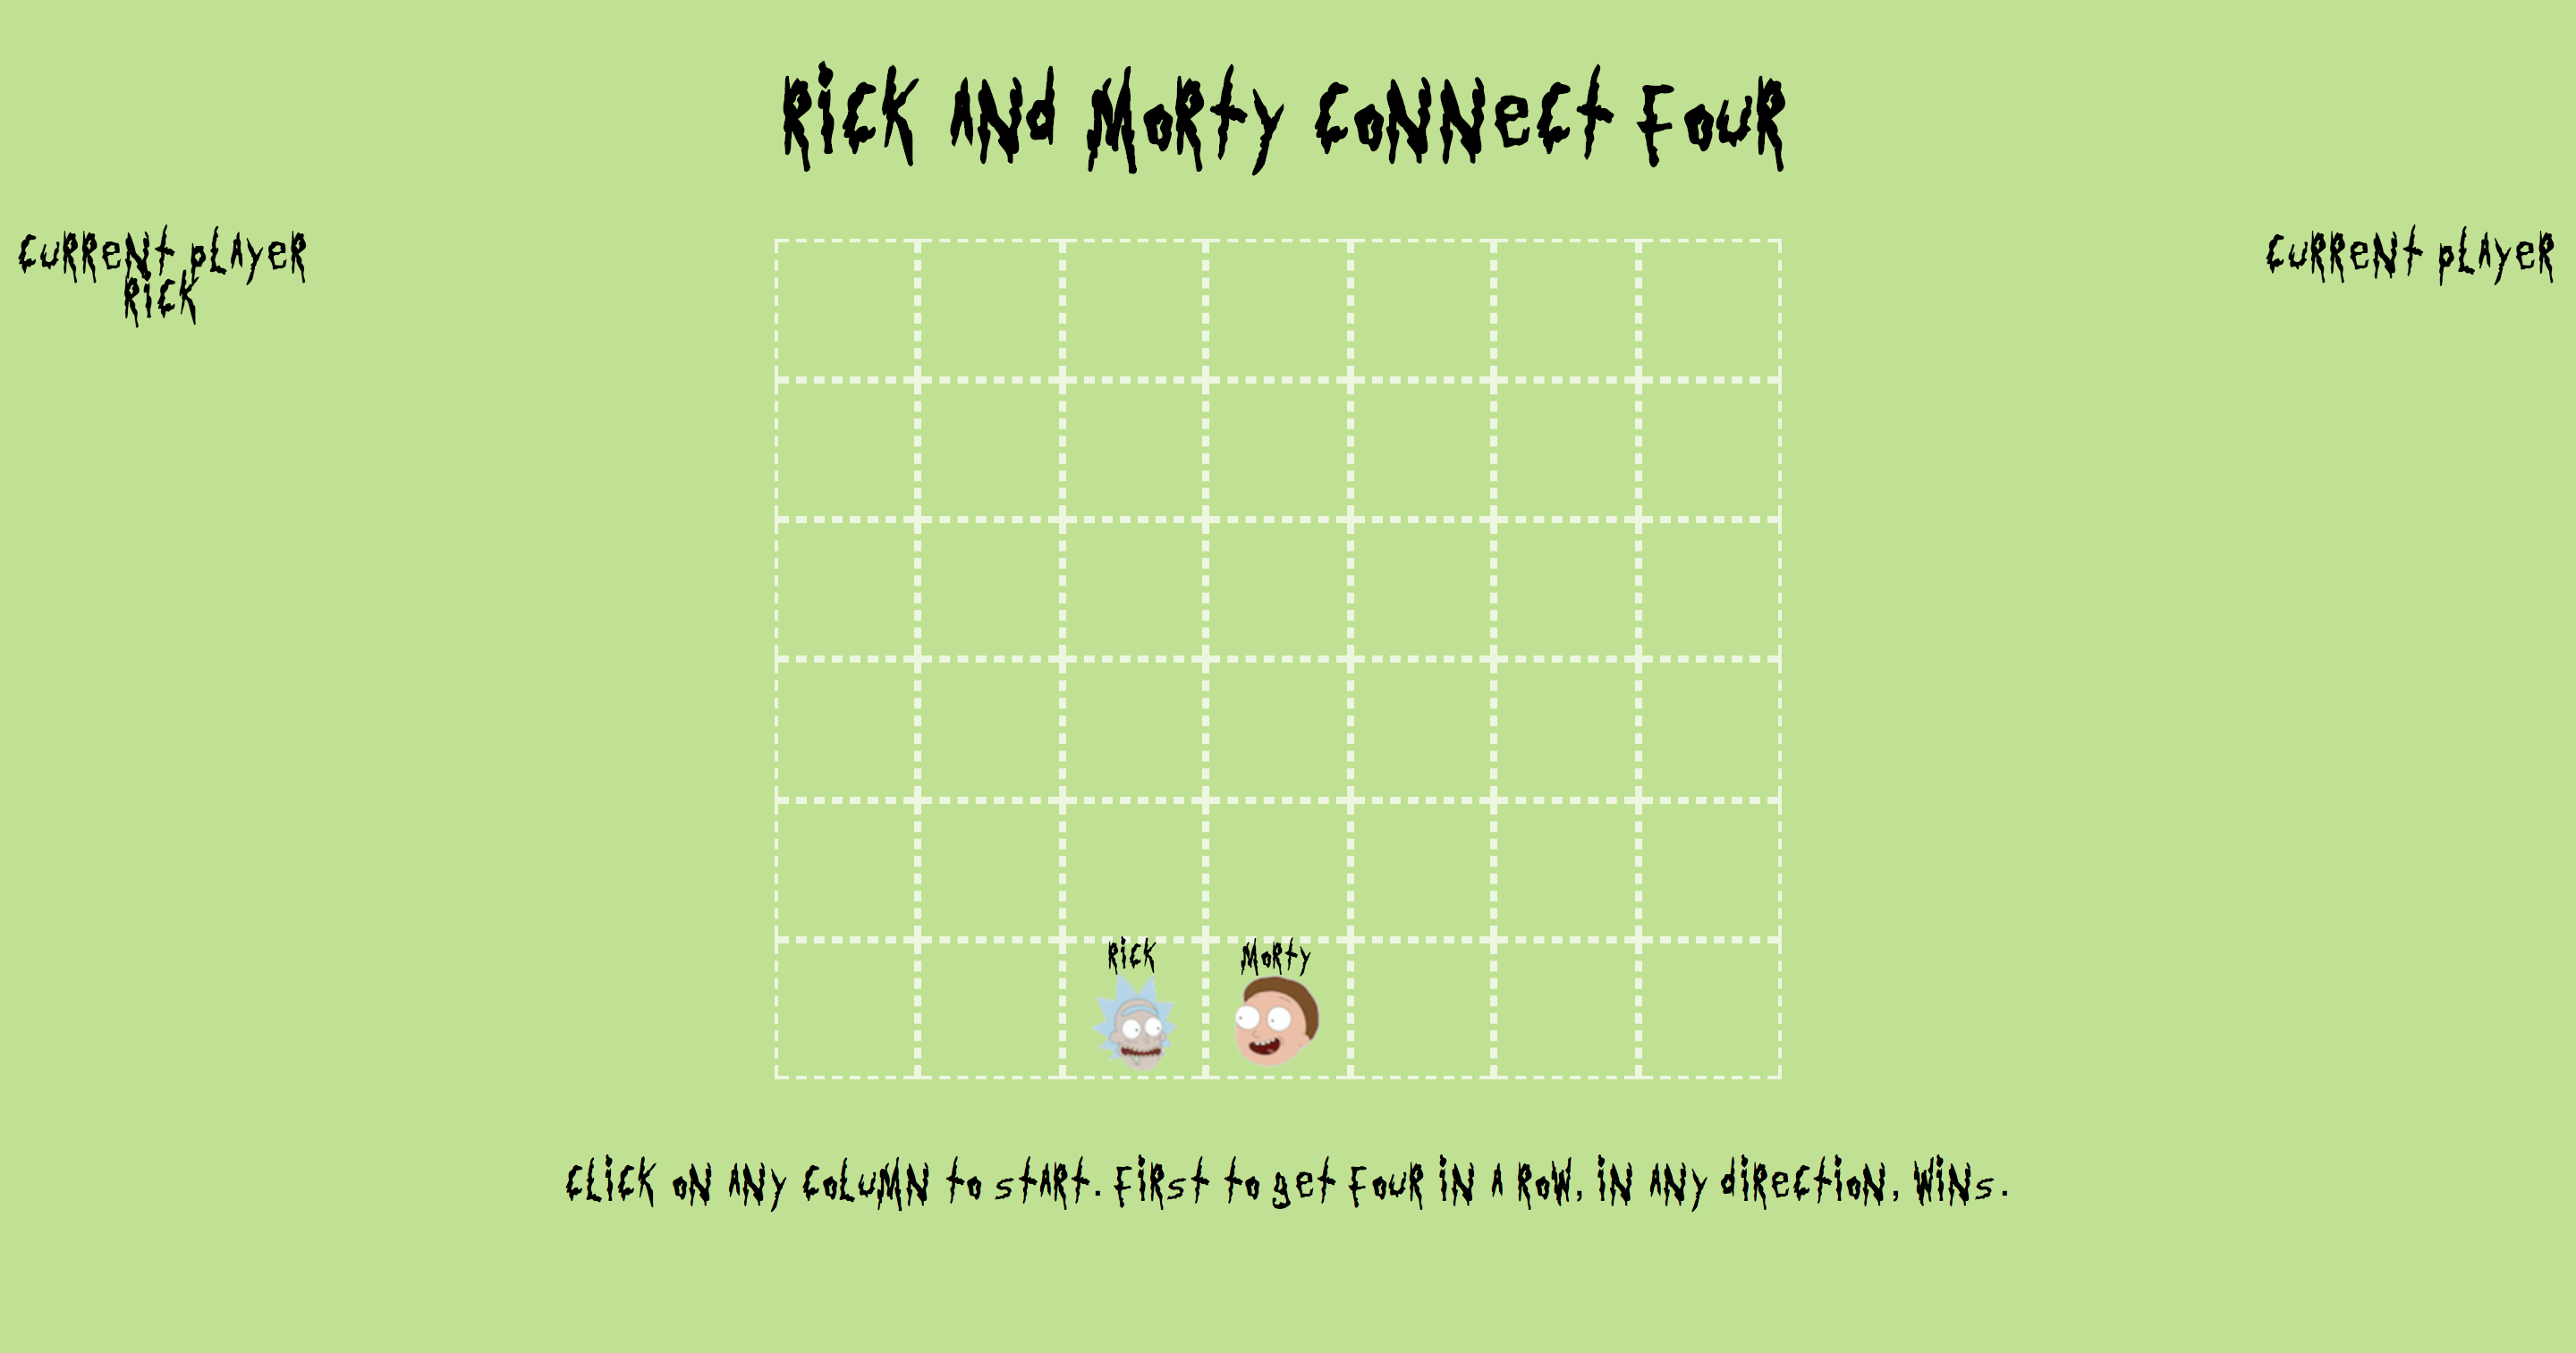 Rick and Morty Connect Four
Current Player
Rick
Current Player
Rick
Morty
Click on any column to start. First to get four in a row, in any direction, wins.